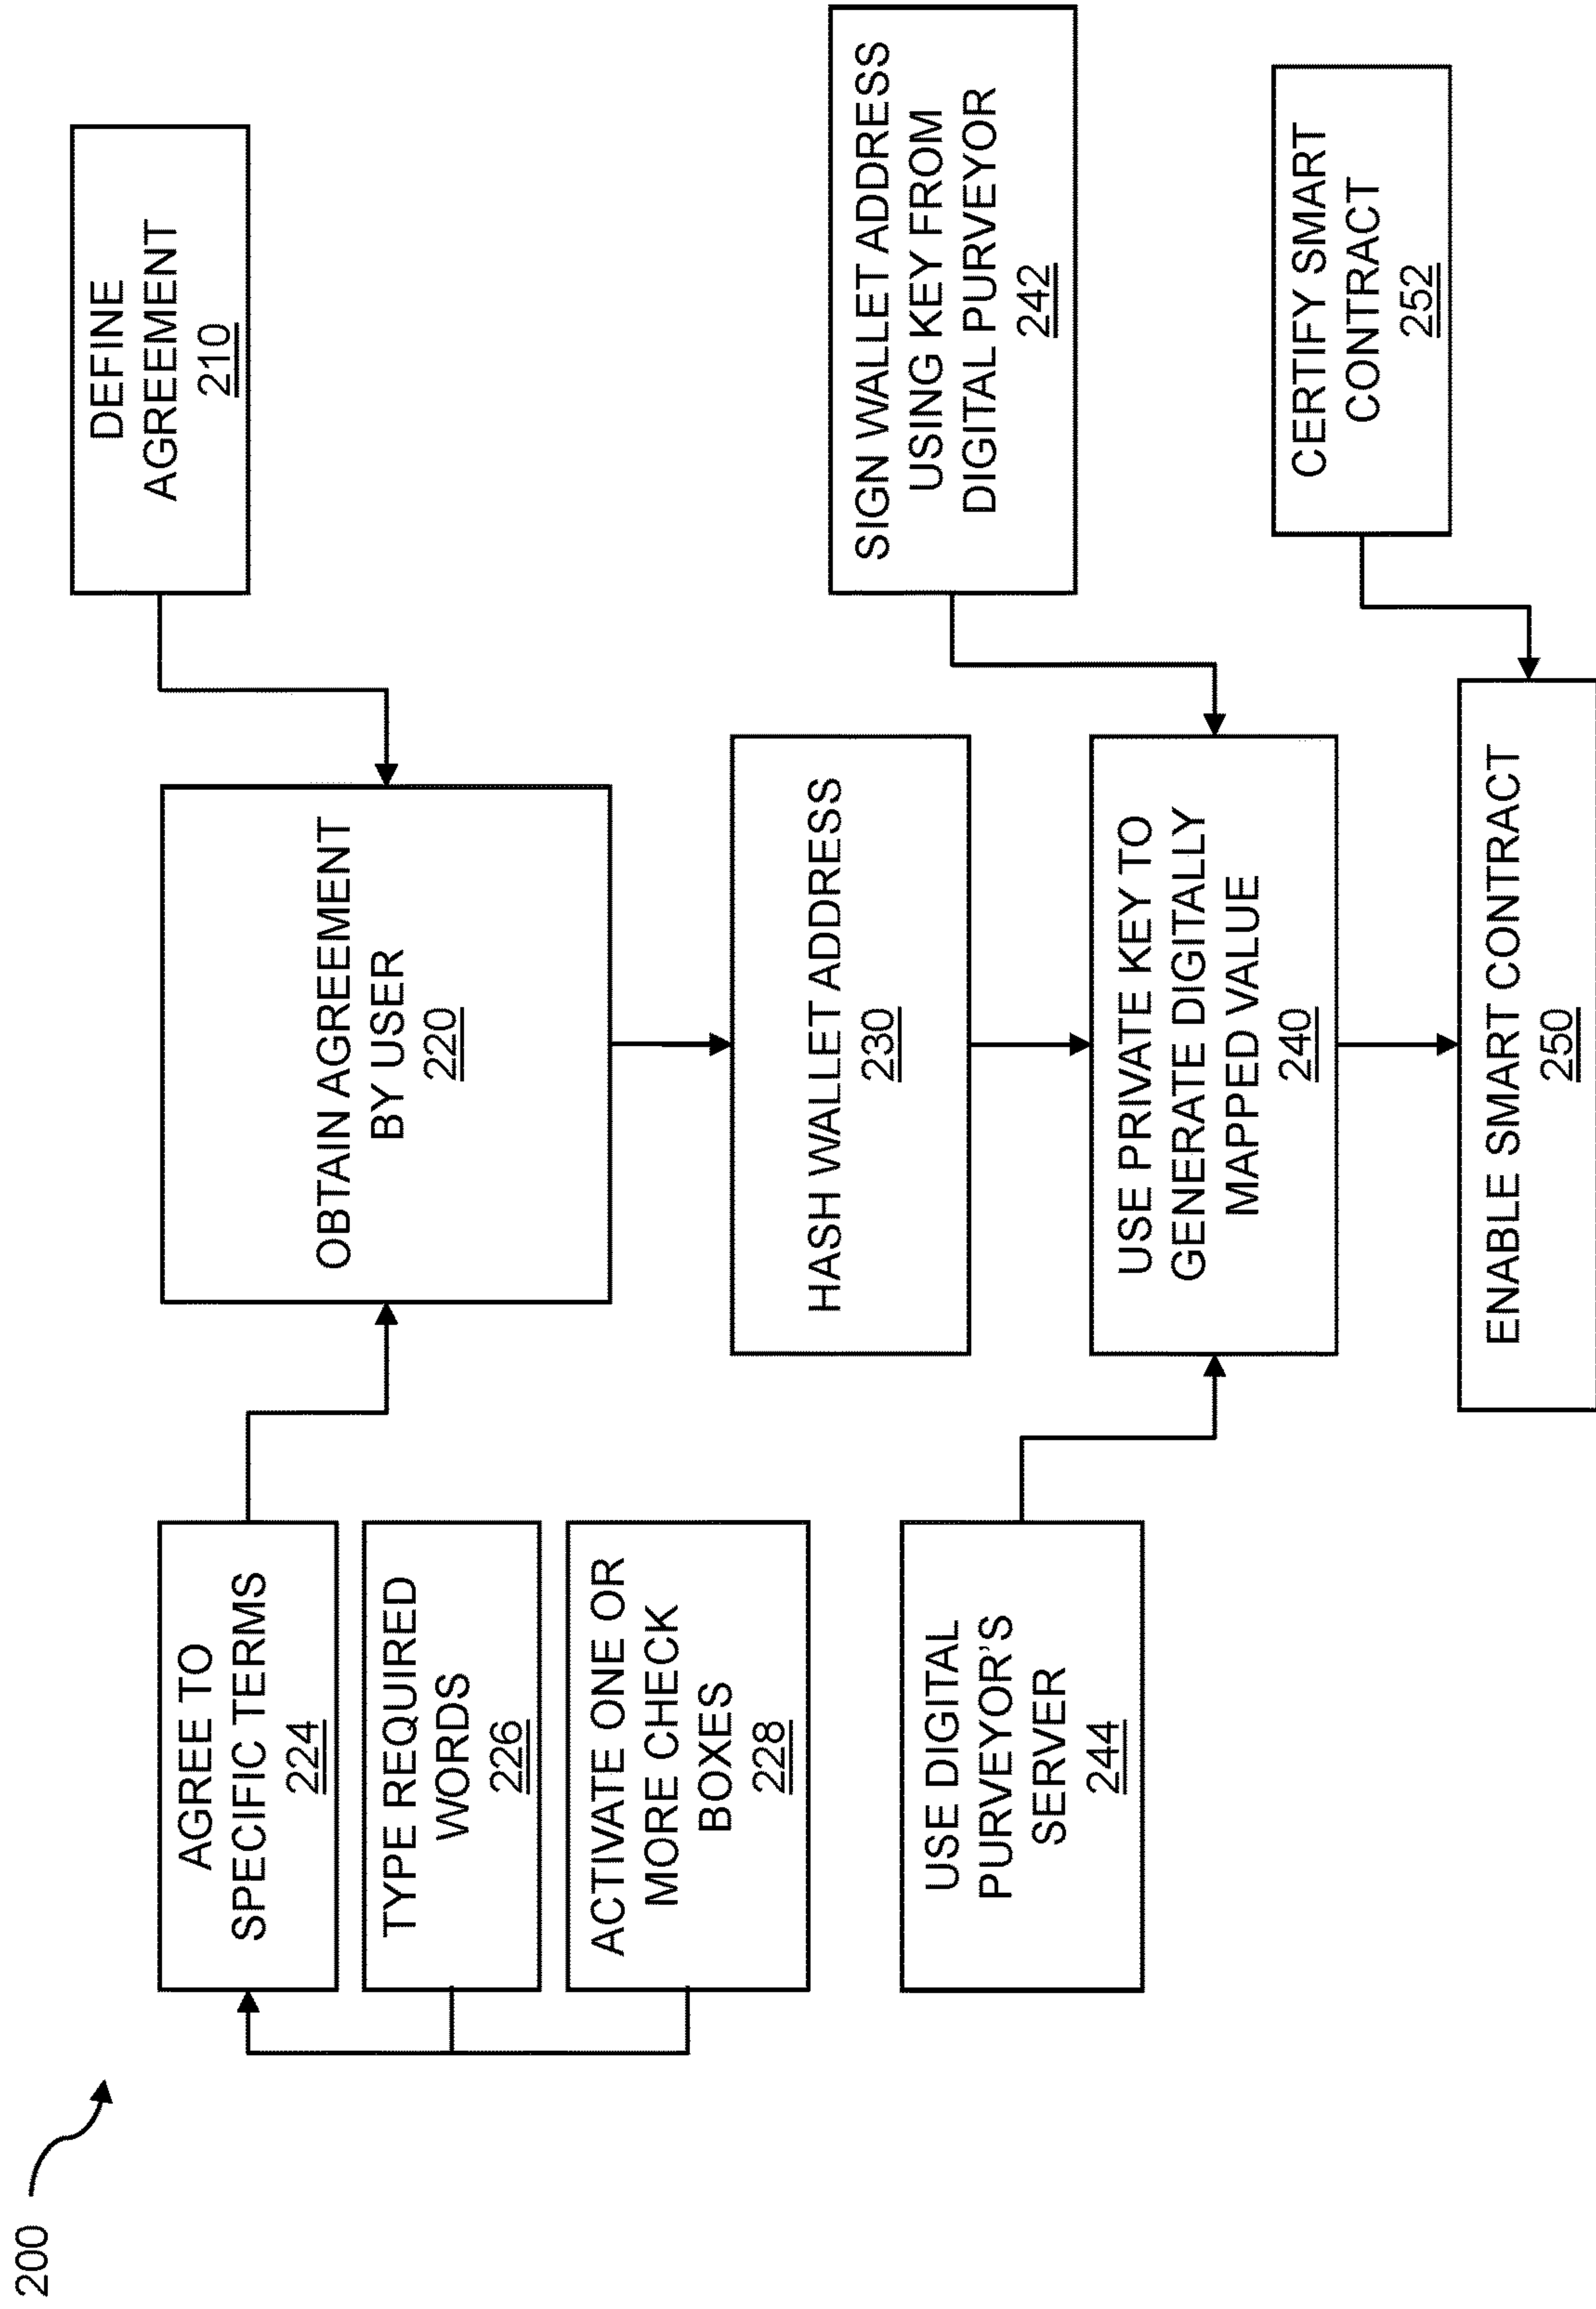 200
AGREE TO
SPECIFIC TERMS
224
TYPE REQUIRED
WORDS
226
ACTIVATE ONE OR
MORE CHECK
BOXES
228
USE DIGITAL
PURVEYOR'S
SERVER
244
OBTAIN AGREEMENT
BY USER
220
HASH WALLET ADDRESS
230
USE PRIVATE KEY TO
GENERATE DIGITALLY
MAPPED VALUE
240
ENABLE SMART CONTRACT
250
DEFINE
AGREEMENT
210
SIGN WALLET ADDRESS
USING KEY FROM
DIGITAL PURVEYOR
242
CERTIFY SMART
CONTRACT
252